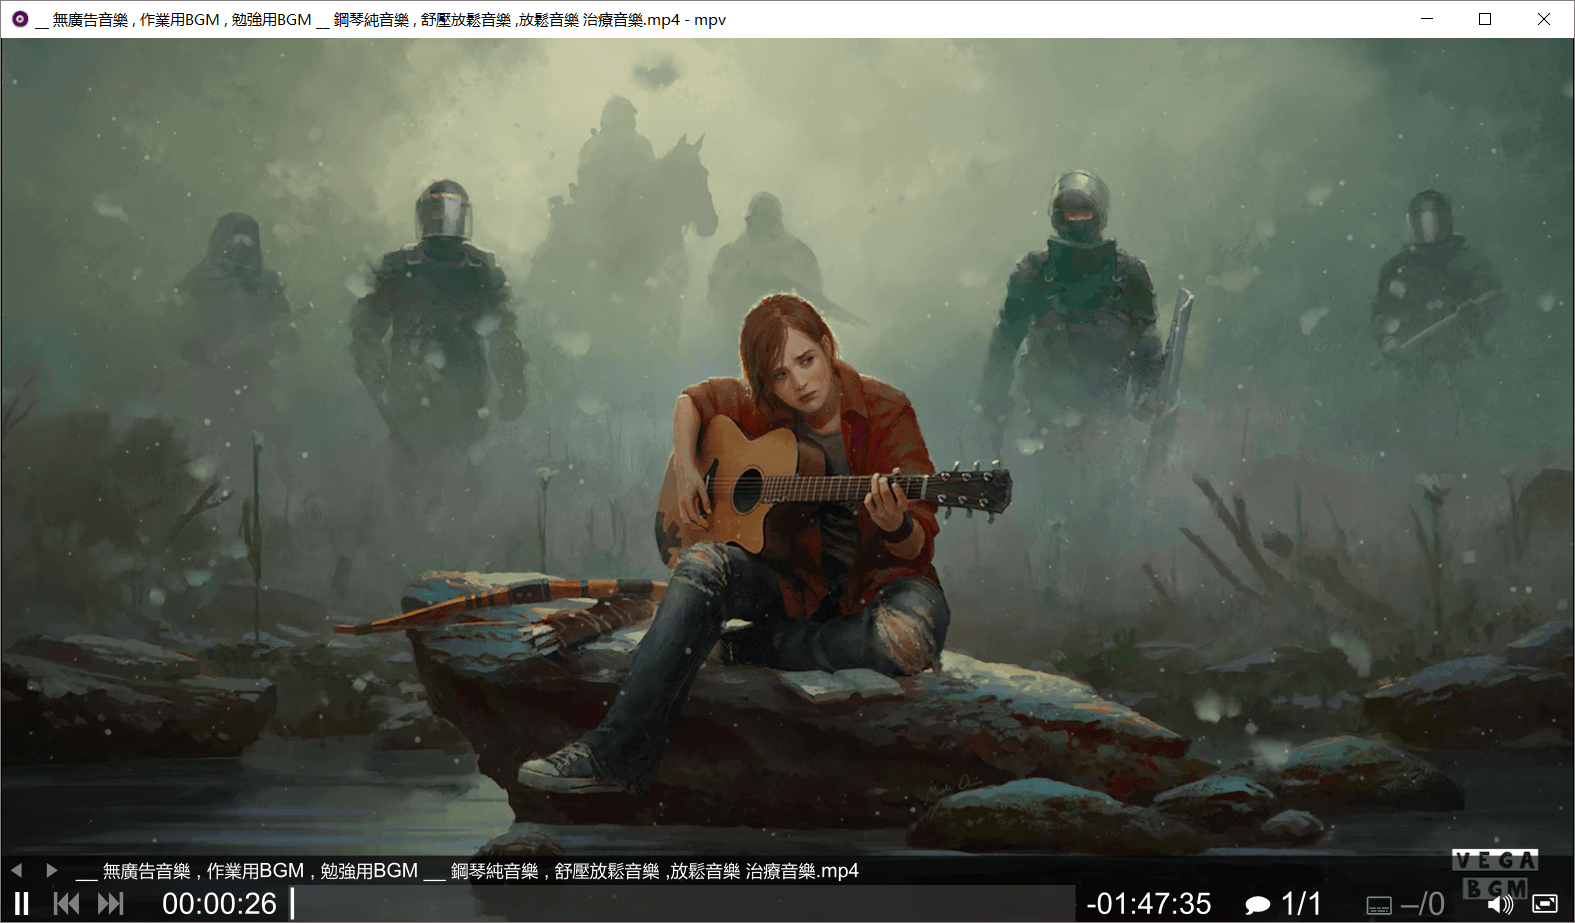 __ 無廣告音樂 , 作業用BGM , 勉強用BGM __ 鋼琴純音樂 , 舒壓放鬆音樂 ,放鬆音樂 治療音樂.mp4 - mpv
VEGA
BGM
__ 無廣告音樂 , 作業用BGM , 勉強用BGM __ 鋼琴純音樂 , 舒壓放鬆音樂 ,放鬆音樂 治療音樂.mp4
00:00:26 -01:47:35 1/1 –/0